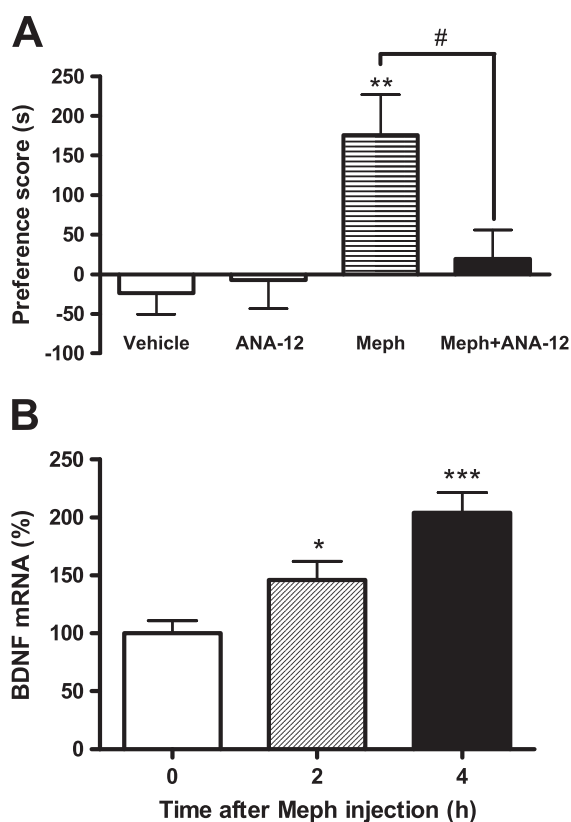 A
#
250
**
200
150
100
50
0
-50
-100
Preference score (s)
Vehicle ANA-12 Meph Meph+ANA-12
B
250
***
200
*
150
100
50
0
BDNF mRNA (%)
0 2 4
Time after Meph injection (h)